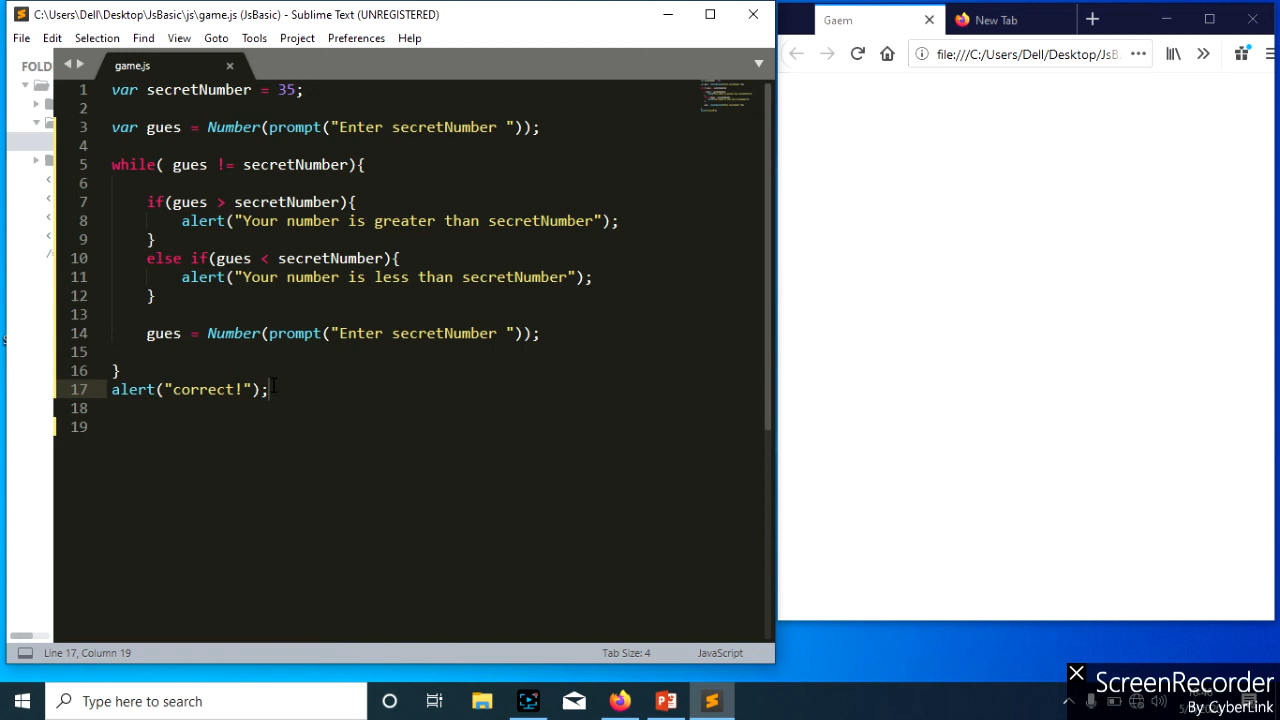 C:\Users\Dell\Desktop\JsBasic\js\game.js (JsBasic) - Sublime Text (UNREGISTERED)
File Edit Selection Find View Goto Tools Project Preferences Help
FOLD
game.js
1 var secretNumber = 35;
2
3 var gues = Number(prompt("Enter secretNumber "));
4
5 while( gues != secretNumber){
6
7 if(gues > secretNumber){
8 alert("Your number is greater than secretNumber");
9 }
10 else if(gues < secretNumber){
11 alert("Your number is less than secretNumber");
12 }
13
14 gues = Number(prompt("Enter secretNumber "));
15
16 }
17 alert("correct!");
18
19
Line 17, Column 19
Tab Size: 4
JavaScript
Gaem
New Tab
file:///C:/Users/Dell/Desktop/JsB
Type here to search
ScreenRecorder
By CyberLink